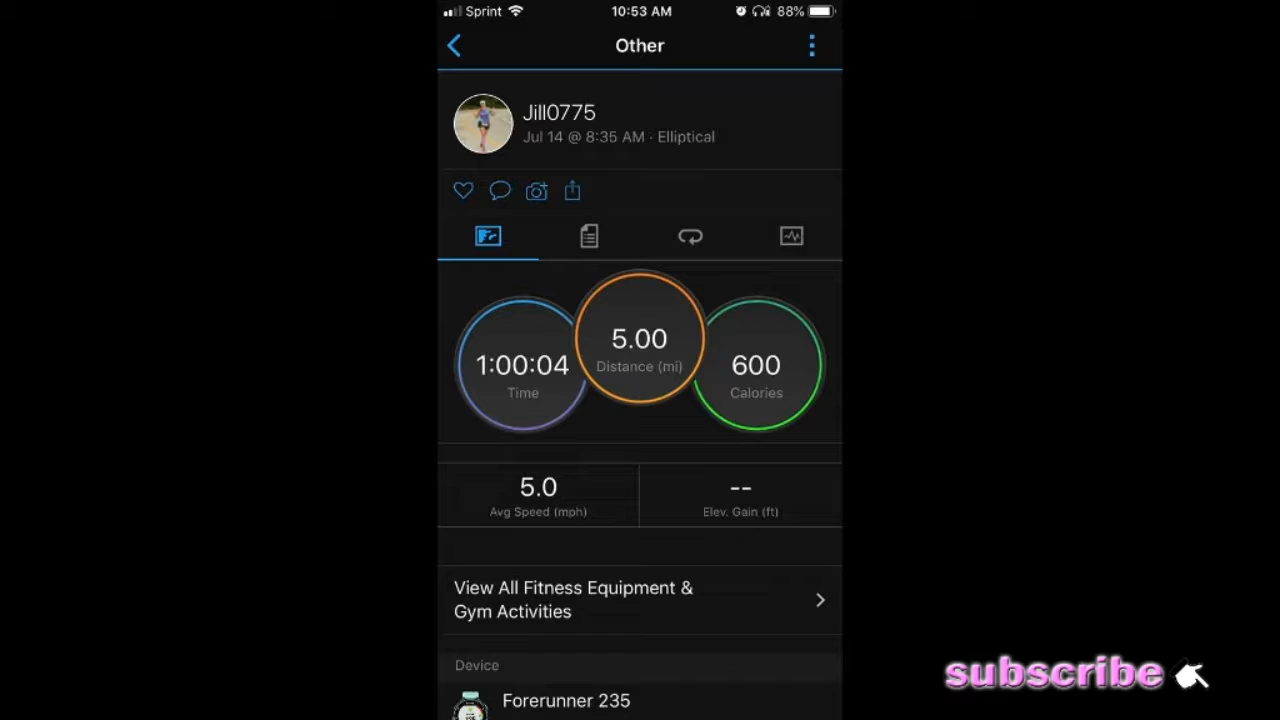 Sprint 10:53 AM 88%
Other
Jill0775
Jul 14 @ 8:35 AM · Elliptical
5.00
Distance (mi)
1:00:04
Time
600
Calories
5.0
Avg Speed (mph)
--
Elev. Gain (ft)
View All Fitness Equipment &
Gym Activities
Device
Forerunner 235
subscribe